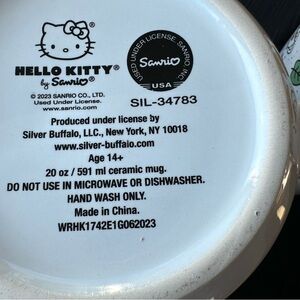 HELLO KITTY®
by Sanrio
© 2023 SANRIO CO., LTD.
Used Under License.
www.sanrio.com
USED UNDER LICENSE. SANRIO, INC.
Sanrio
USA
SIL-34783
Produced under license by
Silver Buffalo, LLC., New York, NY 10018
www.silver-buffalo.com
Age 14+
20 oz / 591 ml ceramic mug.
DO NOT USE IN MICROWAVE OR DISHWASHER.
HAND WASH ONLY.
Made in China.
WRHK1742E1G062023